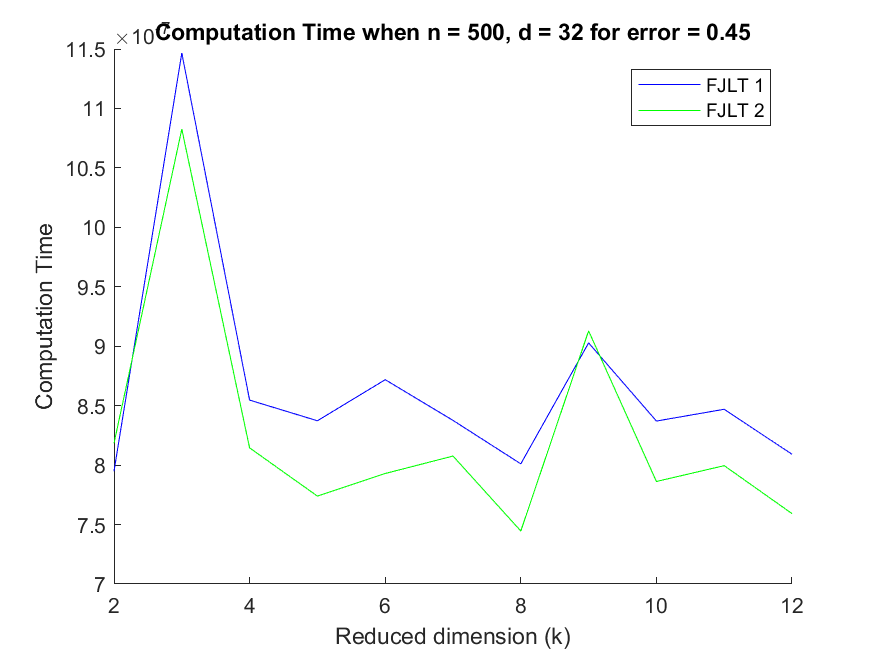 ×10
Computation Time when n = 500, d = 32 for error = 0.45
11.5
11
10.5
10
9.5
9
8.5
8
7.5
7
Computation Time
FJLT 1
FJLT 2
2 4 6 8 10 12
Reduced dimension (k)